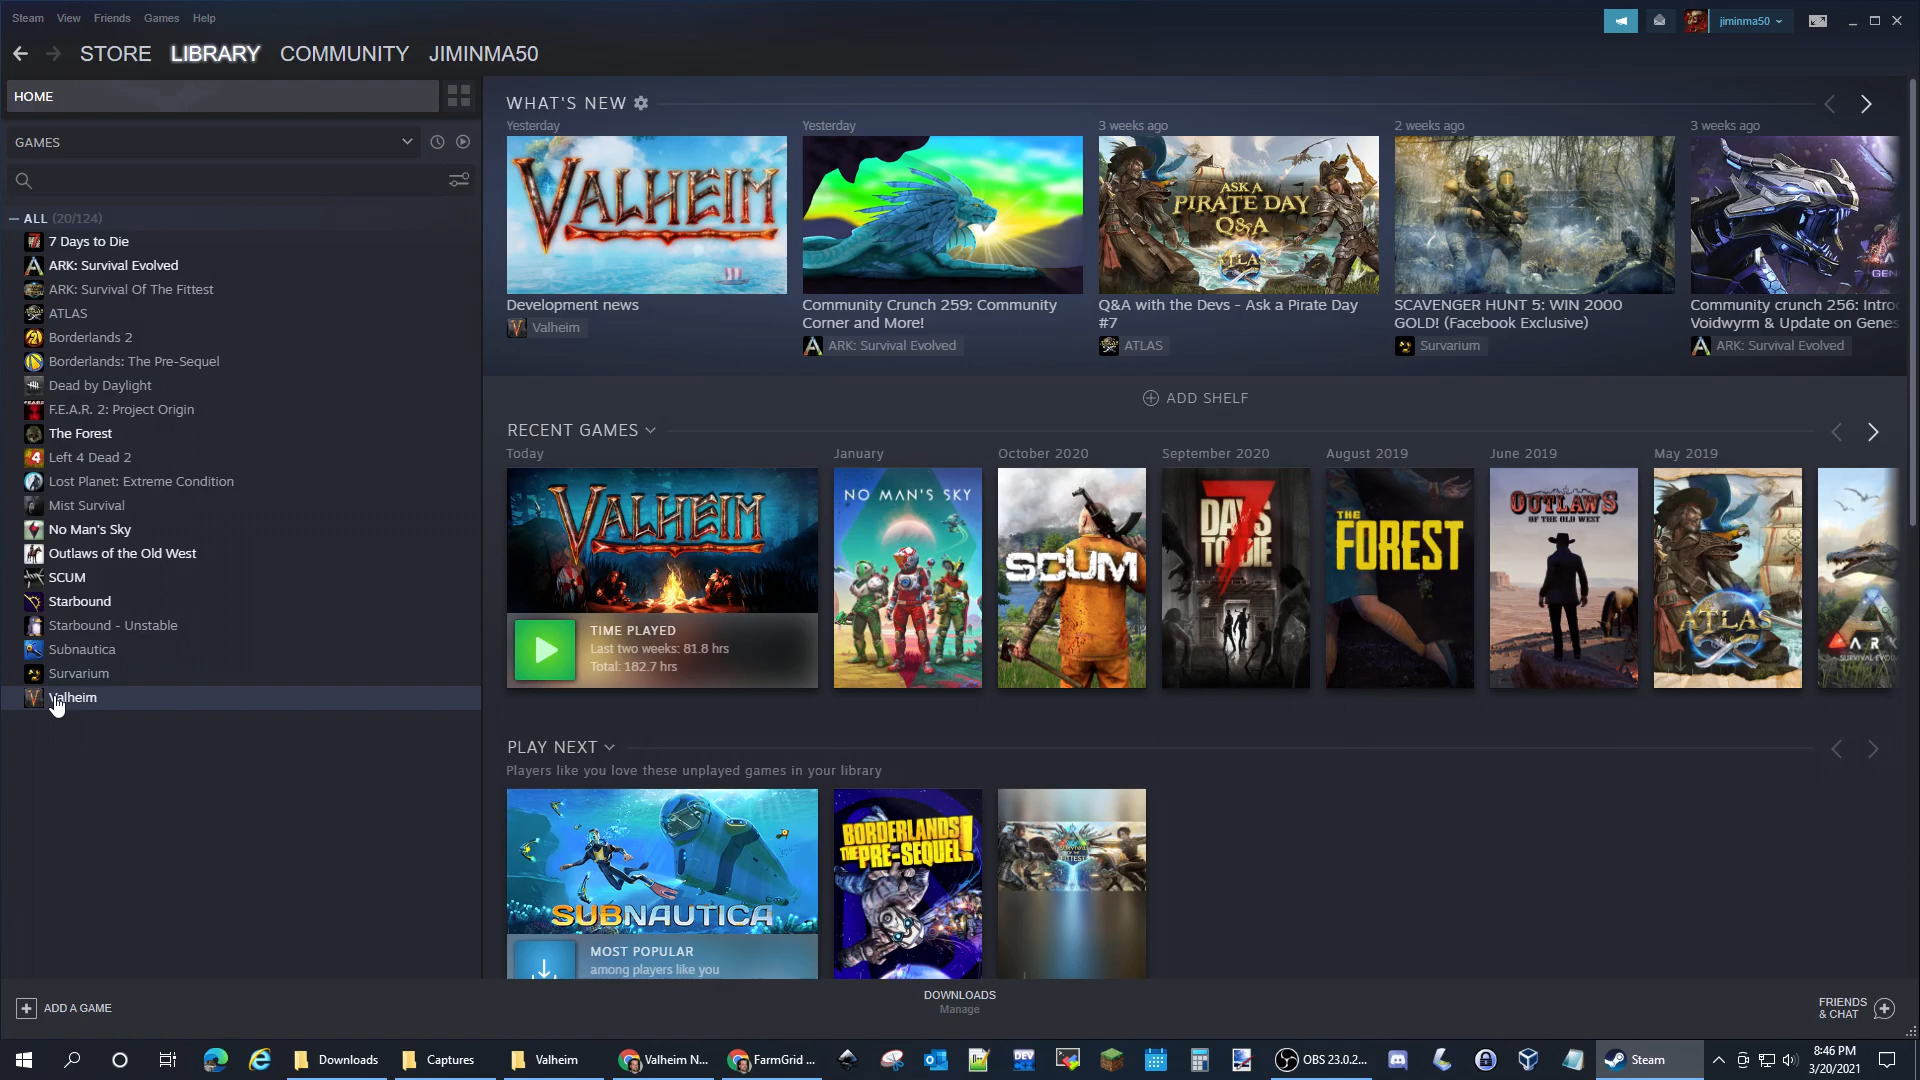 Steam View Friends Games Help
jiminma50
STORE LIBRARY COMMUNITY JIMINMA50
HOME
GAMES
ALL (20/124)
7 Days to Die
ARK: Survival Evolved
ARK: Survival Of The Fittest
ATLAS
Borderlands 2
Borderlands: The Pre-Sequel
Dead by Daylight
F.E.A.R. 2: Project Origin
The Forest
Left 4 Dead 2
Lost Planet: Extreme Condition
Mist Survival
No Man's Sky
Outlaws of the Old West
SCUM
Starbound
Starbound - Unstable
Subnautica
Survarium
Valheim
ADD A GAME
WHAT'S NEW
Yesterday
VALHEIM
Development news
Valheim
Yesterday
Community Crunch 259: Community
Corner and More!
ARK: Survival Evolved
3 weeks ago
ASK A
PIRATE DAY
Q&A
ATLAS
Q&A with the Devs - Ask a Pirate Day
#7
ATLAS
2 weeks ago
SCAVENGER HUNT 5: WIN 2000
GOLD! (Facebook Exclusive)
Survarium
3 weeks ago
GEN
Community crunch 256: Intro
Voidwyrm & Update on Genes
ARK: Survival Evolved
ADD SHELF
RECENT GAMES
Today
VALHEIM
TIME PLAYED
Last two weeks: 81.8 hrs
Total: 182.7 hrs
January
NO MAN'S SKY
October 2020
SCUM
September 2020
7
DAYS
TO DIE
August 2019
THE
FOREST
June 2019
OUTLAWS
OF THE OLD WEST
May 2019
ATLAS
ARK
PLAY NEXT
Players like you love these unplayed games in your library
SUBNAUTICA
MOST POPULAR
among players like you
BORDERLANDS
THE PRE-SEQUEL!
DOWNLOADS
Manage
FRIENDS
& CHAT
Downloads Captures Valheim Valheim N... FarmGrid ... DEV OBS 23.0.2... Steam
8:46 PM
3/20/2021